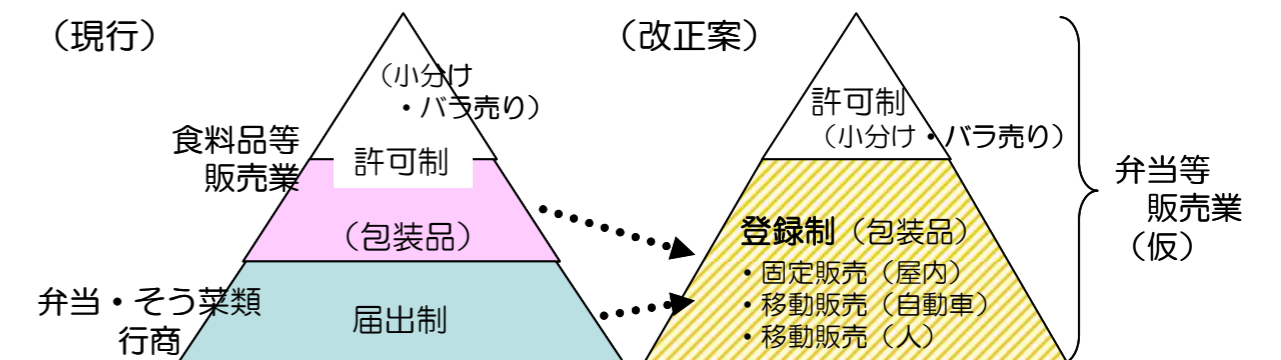 （現行）
（小分け
・バラ売り）
食料品等
販売業
許可制
（包装品）
弁当・そう菜類
行商
届出制
（改正案）
許可制
（小分け・バラ売り）
登録制（包装品）
・固定販売（屋内）
・移動販売（自動車）
・移動販売（人）
弁当等
販売業
（仮）